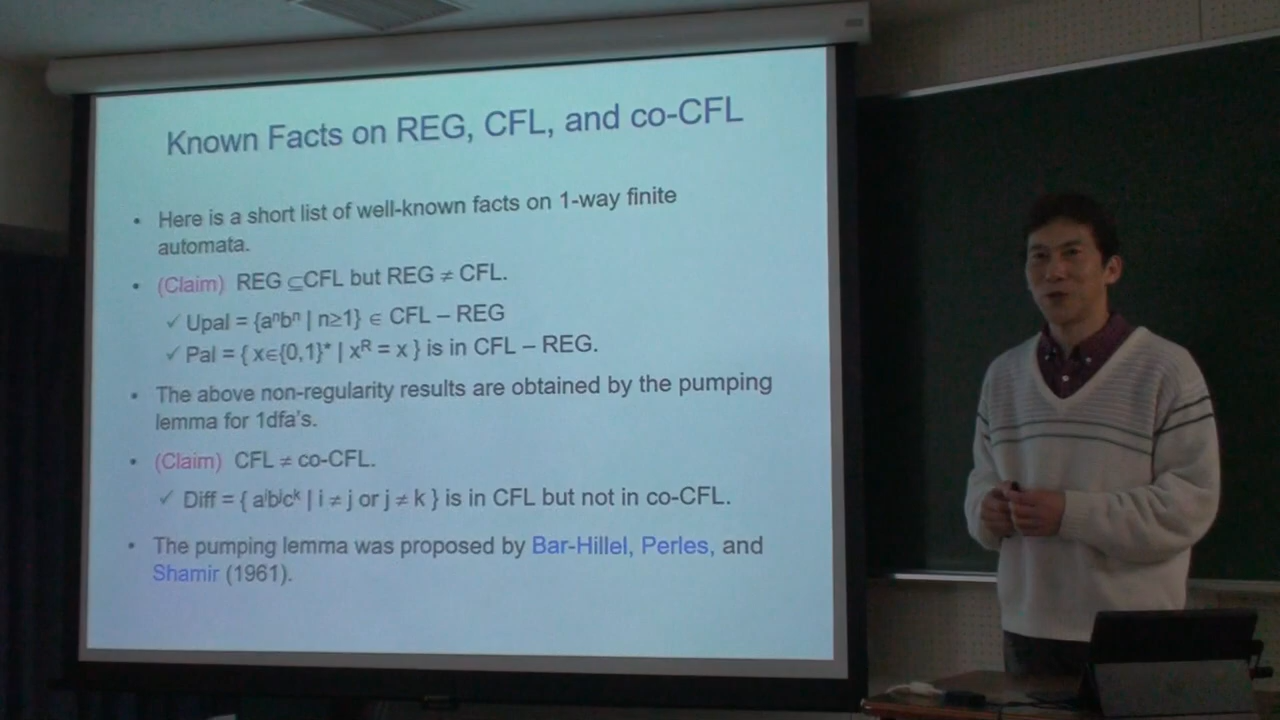 Known Facts on REG, CFL, and co-CFL
• Here is a short list of well-known facts on 1-way finite
automata.
• (Claim) REG ⊆CFL but REG ≠ CFL.
✓ Upal = {aⁿbⁿ | n≥1} ∈ CFL – REG
✓ Pal = { x∈{0,1}* | xᴿ = x } is in CFL – REG.
• The above non-regularity results are obtained by the pumping
lemma for 1dfa's.
• (Claim) CFL ≠ co-CFL.
✓ Diff = { aⁱbʲcᵏ | i ≠ j or j ≠ k } is in CFL but not in co-CFL.
• The pumping lemma was proposed by Bar-Hillel, Perles, and
Shamir (1961).